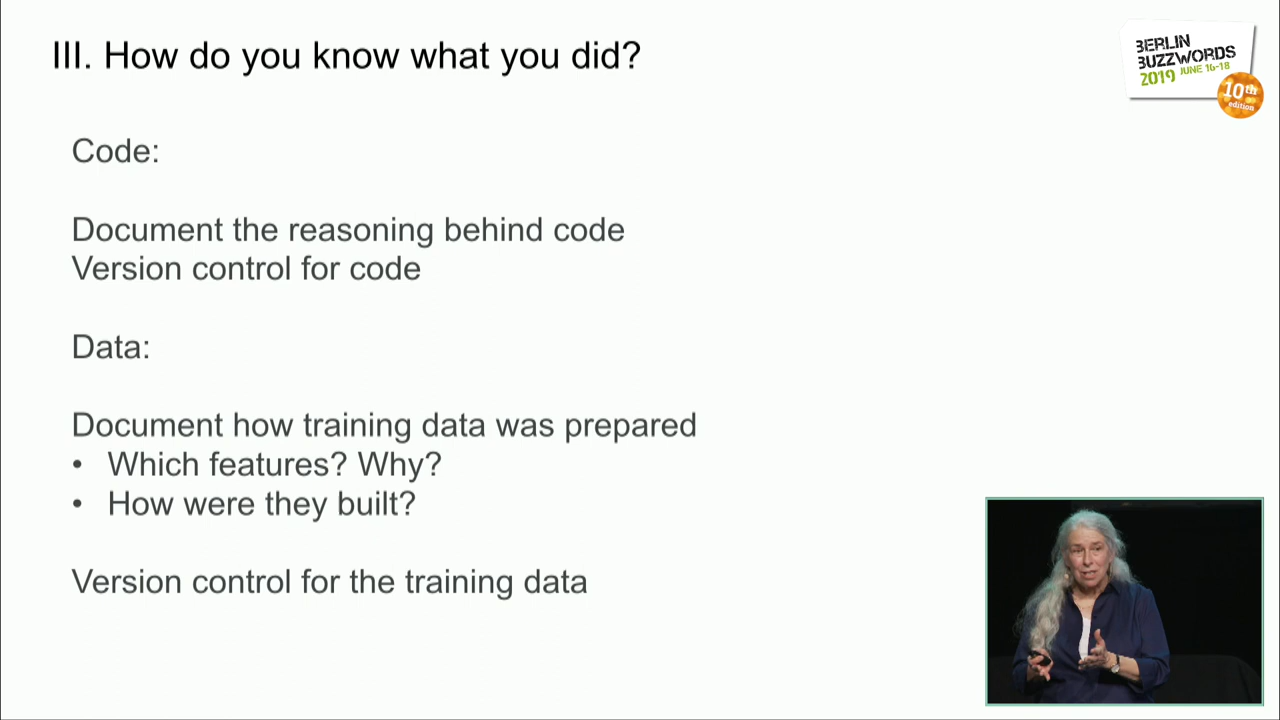 III. How do you know what you did?
BERLIN
BUZZWORDS
2019 JUNE 16-18
10th
edition
Code:
Document the reasoning behind code
Version control for code
Data:
Document how training data was prepared
• Which features? Why?
• How were they built?
Version control for the training data